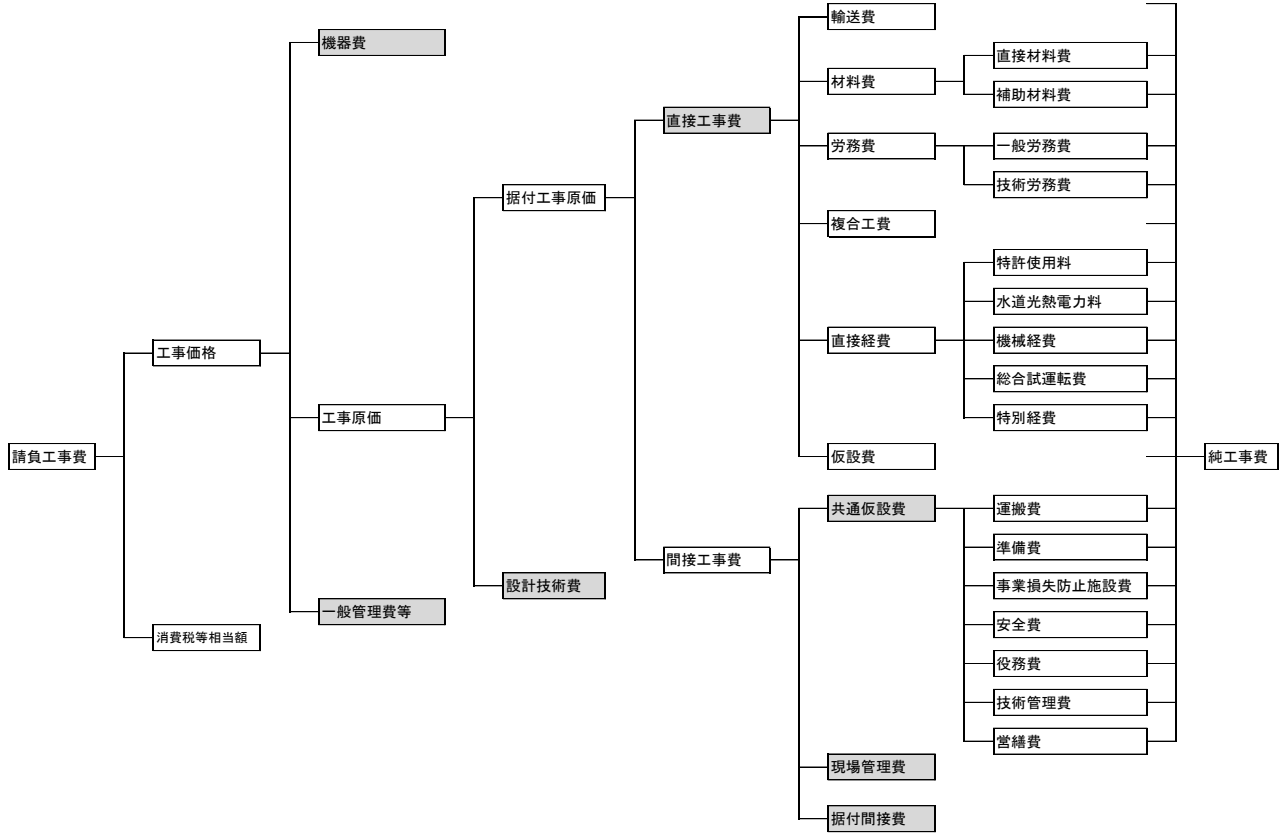 輸送費
機器費
直接材料費
材料費
補助材料費
直接工事費
労務費
一般労務費
技術労務費
据付工事原価
複合工費
特許使用料
水道光熱電力料
直接経費
機械経費
工事価格
総合試運転費
工事原価
特別経費
請負工事費
仮設費
純工事費
共通仮設費
運搬費
準備費
間接工事費
設計技術費
事業損失防止施設費
一般管理費等
安全費
消費税等相当額
役務費
技術管理費
営繕費
現場管理費
据付間接費